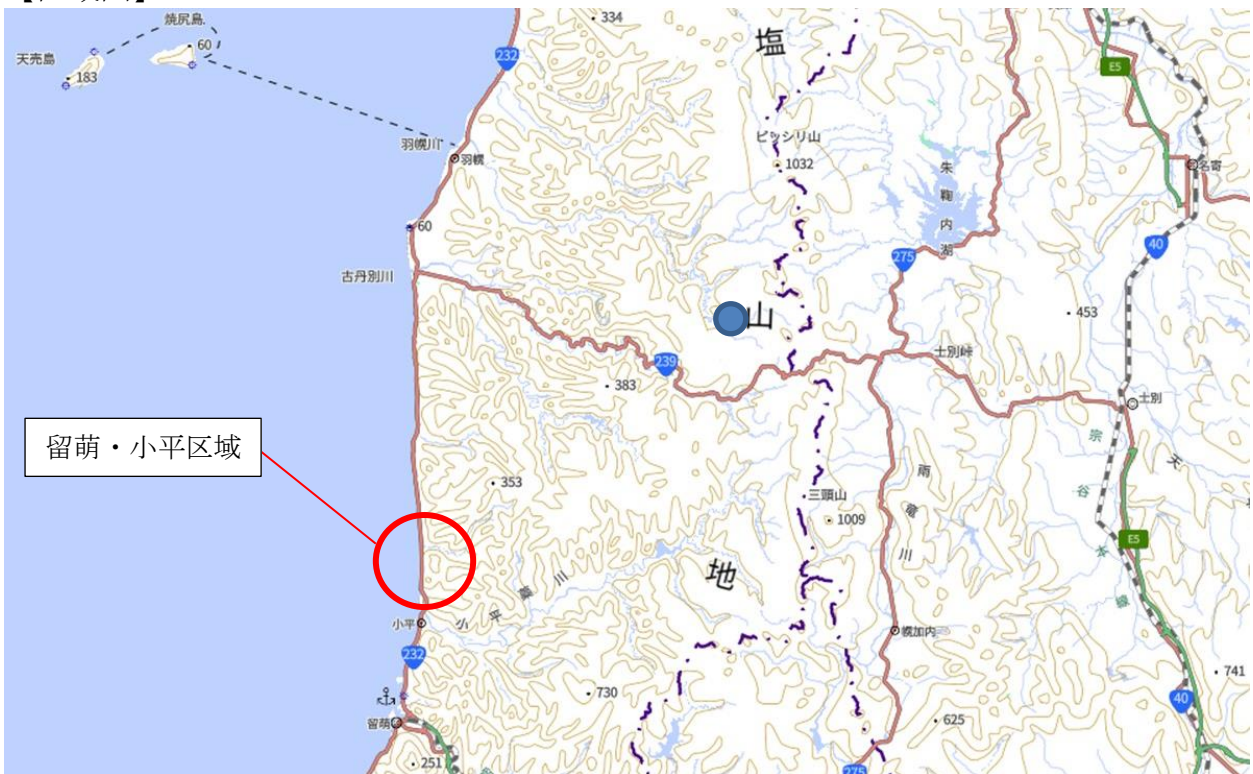 焼尻島
60
天売島
183
334
塩
232
E5
羽幌川
羽幌
ピッシリ山
1032
朱鞠内湖
名寄
60
275
40
古丹別川
山
453
239
士別峠
383
士別
留萌・小平区域
宗谷本線
天
353
三頭山
1009
雨竜川
E5
地
小平蘂川
小平
幌加内
232
741
730
40
留萌
625
251
275